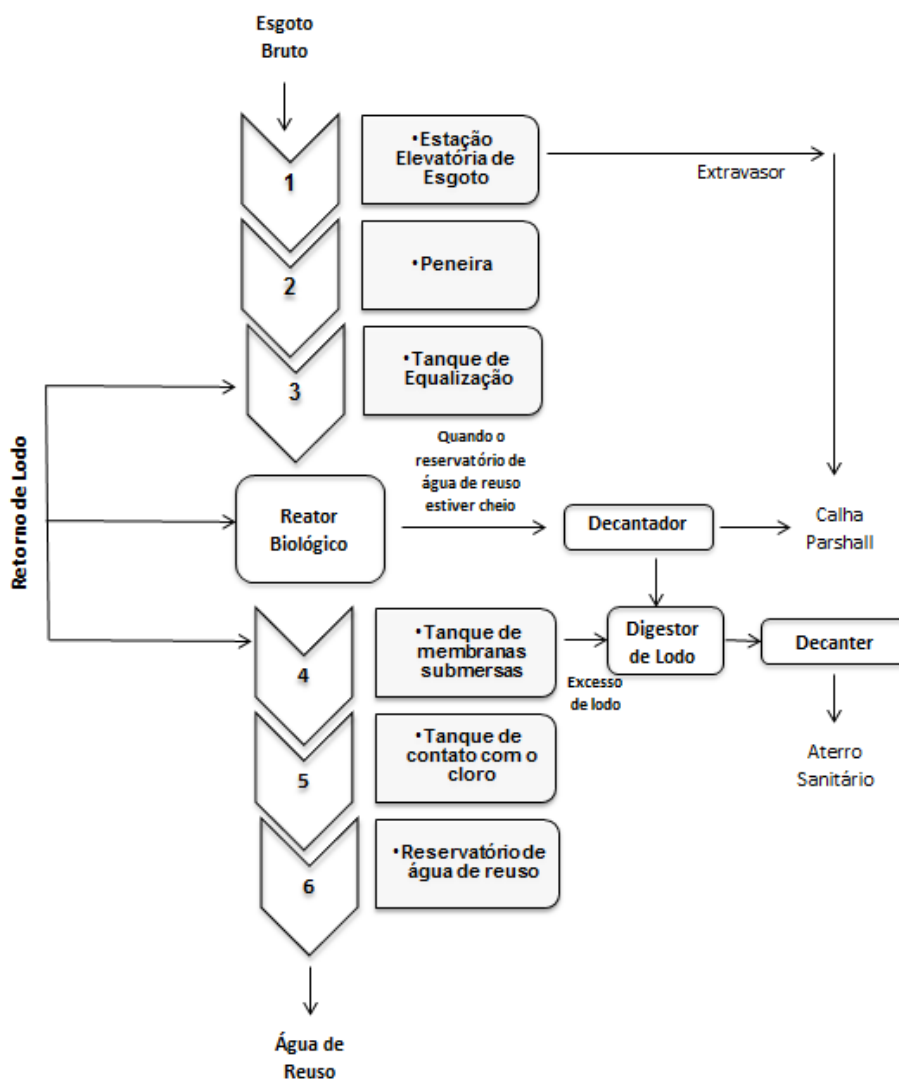 Esgoto
Bruto
1
•Estação
Elevatória de
Esgoto
Extravasor
2
•Peneira
3
•Tanque de
Equalização
Retorno de Lodo
Quando o
reservatório de
água de reuso
estiver cheio
Reator
Biológico
Decantador
Calha
Parshall
4
•Tanque de
membranas
submersas
Excesso
de lodo
Digestor
de Lodo
Decanter
Aterro
Sanitário
5
•Tanque de
contato com o
cloro
6
•Reservatório de
água de reuso
Água de
Reuso